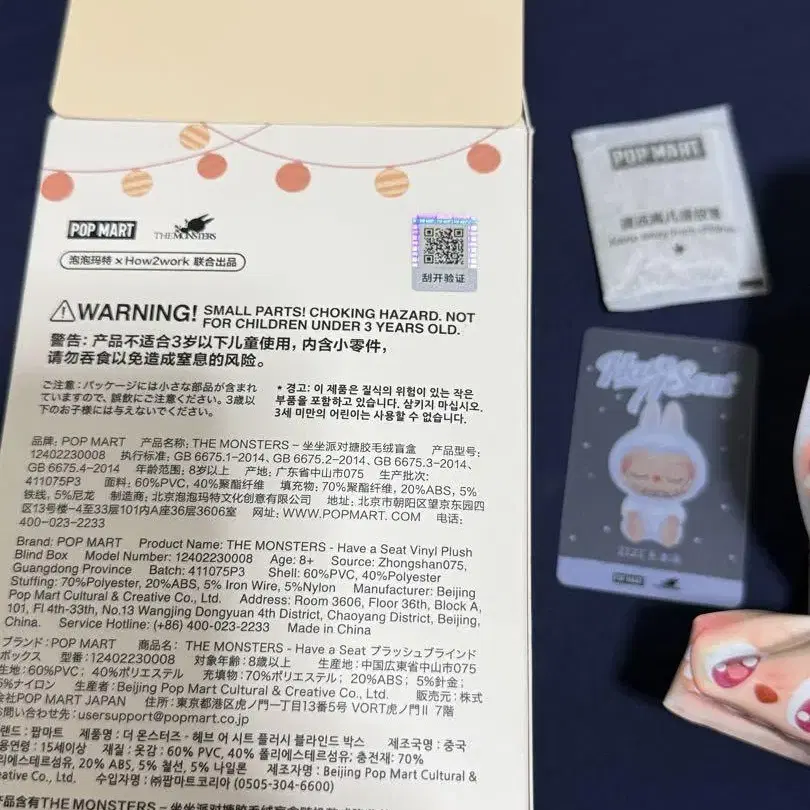 POP MART
THE MONSTERS
泡泡玛特 × How2work 联合出品
刮开验证
WARNING! SMALL PARTS! CHOKING HAZARD. NOT
FOR CHILDREN UNDER 3 YEARS OLD.
警告: 产品不适合3岁以下儿童使用, 内含小零件,
请勿吞食以免造成窒息的风险。
ご注意: パッケージには小さな部品が含まれ
ていますので, 誤飲にご注意ください。3歳以
下のお子様には与えないでください。
* 경고: 이 제품은 질식의 위험이 있는 작은
부품을 포함하고 있습니다. 삼키지 마십시오.
3세 미만의 어린이는 사용할 수 없습니다.
品牌: POP MART 产品名称: THE MONSTERS – 坐坐派对搪胶毛绒盲盒 产品型号:
12402230008 执行标准: GB 6675.1–2014、GB 6675.2–2014、GB 6675.3–2014、
GB 6675.4–2014 年龄范围: 8岁以上 产地: 广东省中山市075 生产批次:
411075P3 面料: 60%PVC, 40%聚酯纤维 填充物: 70%聚酯纤维, 20%ABS, 5%
铁线, 5%尼龙 制造商: 北京泡泡玛特文化创意有限公司 地址: 北京市朝阳区望京东园四
区13号楼–4至33层101内A座36层3606室 网址: WWW.POPMART. COM 电话:
400-023-2233
Brand: POP MART Product Name: THE MONSTERS - Have a Seat Vinyl Plush
Blind Box Model Number: 12402230008 Age: 8+ Source: Zhongshan075,
Guangdong Province Batch: 411075P3 Shell: 60%PVC, 40%Polyester
Stuffing: 70%Polyester, 20%ABS, 5% Iron Wire, 5%Nylon Manufacturer: Beijing
Pop Mart Cultural & Creative Co., Ltd. Address: Room 3606, Floor 36th, Block A,
101, Fl 4th-33th, No.13 Wangjing Dongyuan 4th District, Chaoyang District, Beijing,
China. Service Hotline: (+86) 400-023-2233 Made in China
ブランド: POP MART 商品名: THE MONSTERS - Have a Seat プラッシュブラインド
ボックス 型番: 12402230008 対象年齢: 8歳以上 生産地: 中国広東省中山市075
生地: 60%PVC; 40%ポリエステル 充填物: 70%ポリエステル; 20%ABS; 5%針金;
5%ナイロン 生産者: Beijing Pop Mart Cultural & Creative Co., Ltd. 販売元: 株式
会社POP MART JAPAN 住所: 東京都港区虎ノ門一丁目13番5号 VORT虎ノ門II 7階
お問い合わせ先: usersupport@popmart.co.jp
브랜드: 팝마트 제품명: 더 몬스터즈 - 헤브 어 시트 플러시 블라인드 박스 제조국명: 중국
사용연령: 15세이상 재질: 옷감: 60% PVC, 40% 폴리에스테르섬유; 충전재: 70%
폴리에스테르섬유, 20% ABS, 5% 철선, 5% 나일론 제조자명: Beijing Pop Mart Cultural &
Creative Co., Ltd. 수입자명: ㈜팝마트코리아 (0505-304-6600)
产品含有THE MONSTERS –
POP MART
Have A Seat
POP MART